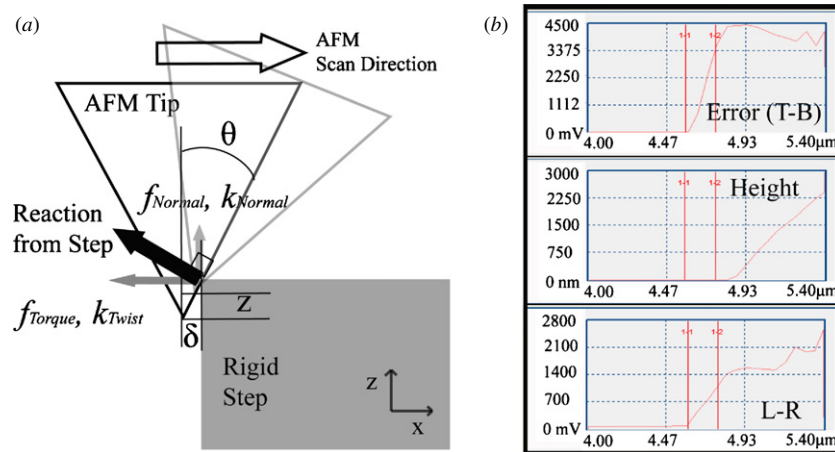 (a)
AFM
Scan Direction
AFM Tip
θ
fNormal, kNormal
Reaction
from Step
fTorque, kTwist
z
δ
Rigid
Step
z
x
(b)
4500
3375
2250
1112
0 mV
1-1
1-2
Error (T-B)
4.00
4.47
4.93
5.40μm
3000
2250
1500
750
0 nm
1-1
1-2
Height
4.00
4.47
4.93
5.40μm
2800
2100
1400
700
0 mV
1-1
1-2
L-R
4.00
4.47
4.93
5.40μm